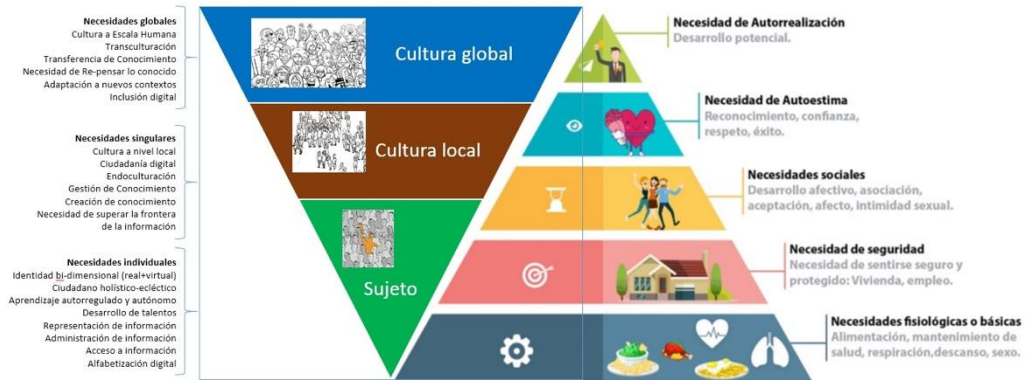 Necesidades globales
Cultura a Escala Humana
Transculturación
Transferencia de Conocimiento
Necesidad de Re-pensar lo conocido
Adaptación a nuevos contextos
Inclusión digital
Necesidades singulares
Cultura a nivel local
Ciudadanía digital
Endoculturación
Gestión de Conocimiento
Creación de conocimiento
Necesidad de superar la frontera
de la información
Necesidades individuales
Identidad bi-dimensional (real+virtual)
Ciudadano holístico-ecléctico
Aprendizaje autorregulado y autónomo
Desarrollo de talentos
Representación de información
Administración de información
Acceso a información
Alfabetización digital
Cultura global
Cultura local
Sujeto
Necesidad de Autorrealización
Desarrollo potencial.
Necesidad de Autoestima
Reconocimiento, confianza,
respeto, éxito.
Necesidades sociales
Desarrollo afectivo, asociación,
aceptación, afecto, intimidad sexual.
Necesidad de seguridad
Necesidad de sentirse seguro y
protegido: Vivienda, empleo.
Necesidades fisiológicas o básicas
Alimentación, mantenimiento de
salud, respiración,descanso, sexo.